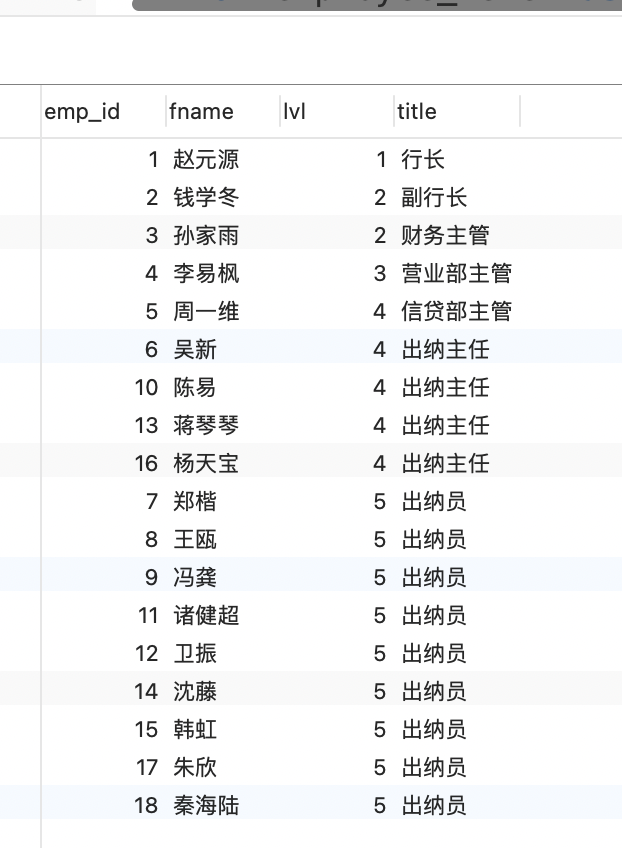 emp_id fname lvl title
1 赵元源 1 行长
2 钱学冬 2 副行长
3 孙家雨 2 财务主管
4 李易枫 3 营业部主管
5 周一维 4 信贷部主管
6 吴新 4 出纳主任
10 陈易 4 出纳主任
13 蒋琴琴 4 出纳主任
16 杨天宝 4 出纳主任
7 郑楷 5 出纳员
8 王瓯 5 出纳员
9 冯龚 5 出纳员
11 诸健超 5 出纳员
12 卫振 5 出纳员
14 沈藤 5 出纳员
15 韩虹 5 出纳员
17 朱欣 5 出纳员
18 秦海陆 5 出纳员